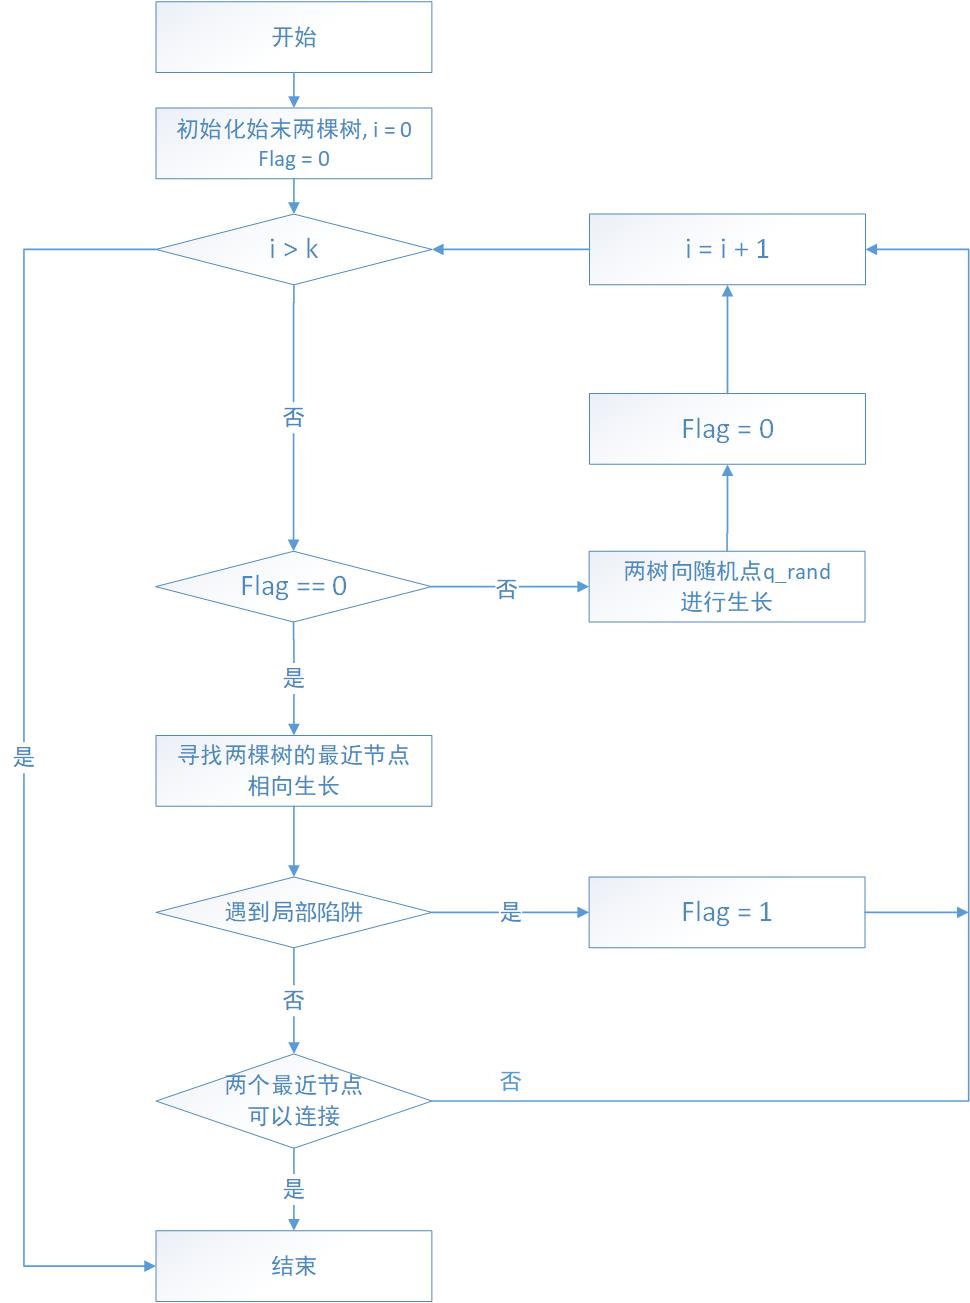 开始
初始化始末两棵树, i = 0
Flag = 0
i > k
i = i + 1
否
Flag = 0
Flag == 0
否
两树向随机点q_rand
进行生长
是
是
寻找两棵树的最近节点
相向生长
遇到局部陷阱
是
Flag = 1
否
两个最近节点
可以连接
否
是
结束